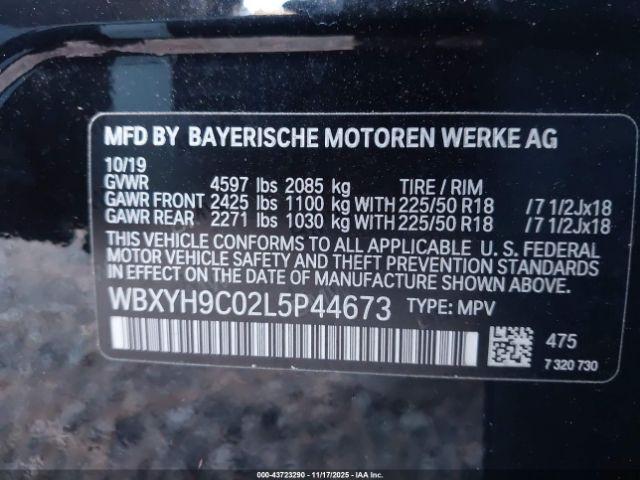 MFD BY BAYERISCHE MOTOREN WERKE AG
10/19
GVWR 4597 lbs 2085 kg TIRE / RIM
GAWR FRONT 2425 lbs 1100 kg WITH 225/50 R18 /7 1/2Jx18
GAWR REAR 2271 lbs 1030 kg WITH 225/50 R18 /7 1/2Jx18
THIS VEHICLE CONFORMS TO ALL APPLICABLE U. S. FEDERAL
MOTOR VEHICLE SAFETY, BUMPER, AND THEFT PREVENTION STANDARDS
IN EFFECT ON THE DATE OF MANUFACTURE SHOWN ABOVE.
WBXYH9C02L5P44673 TYPE: MPV
475
7 320 730
000-43723290 - 11/17/2025 - IAA, Inc.